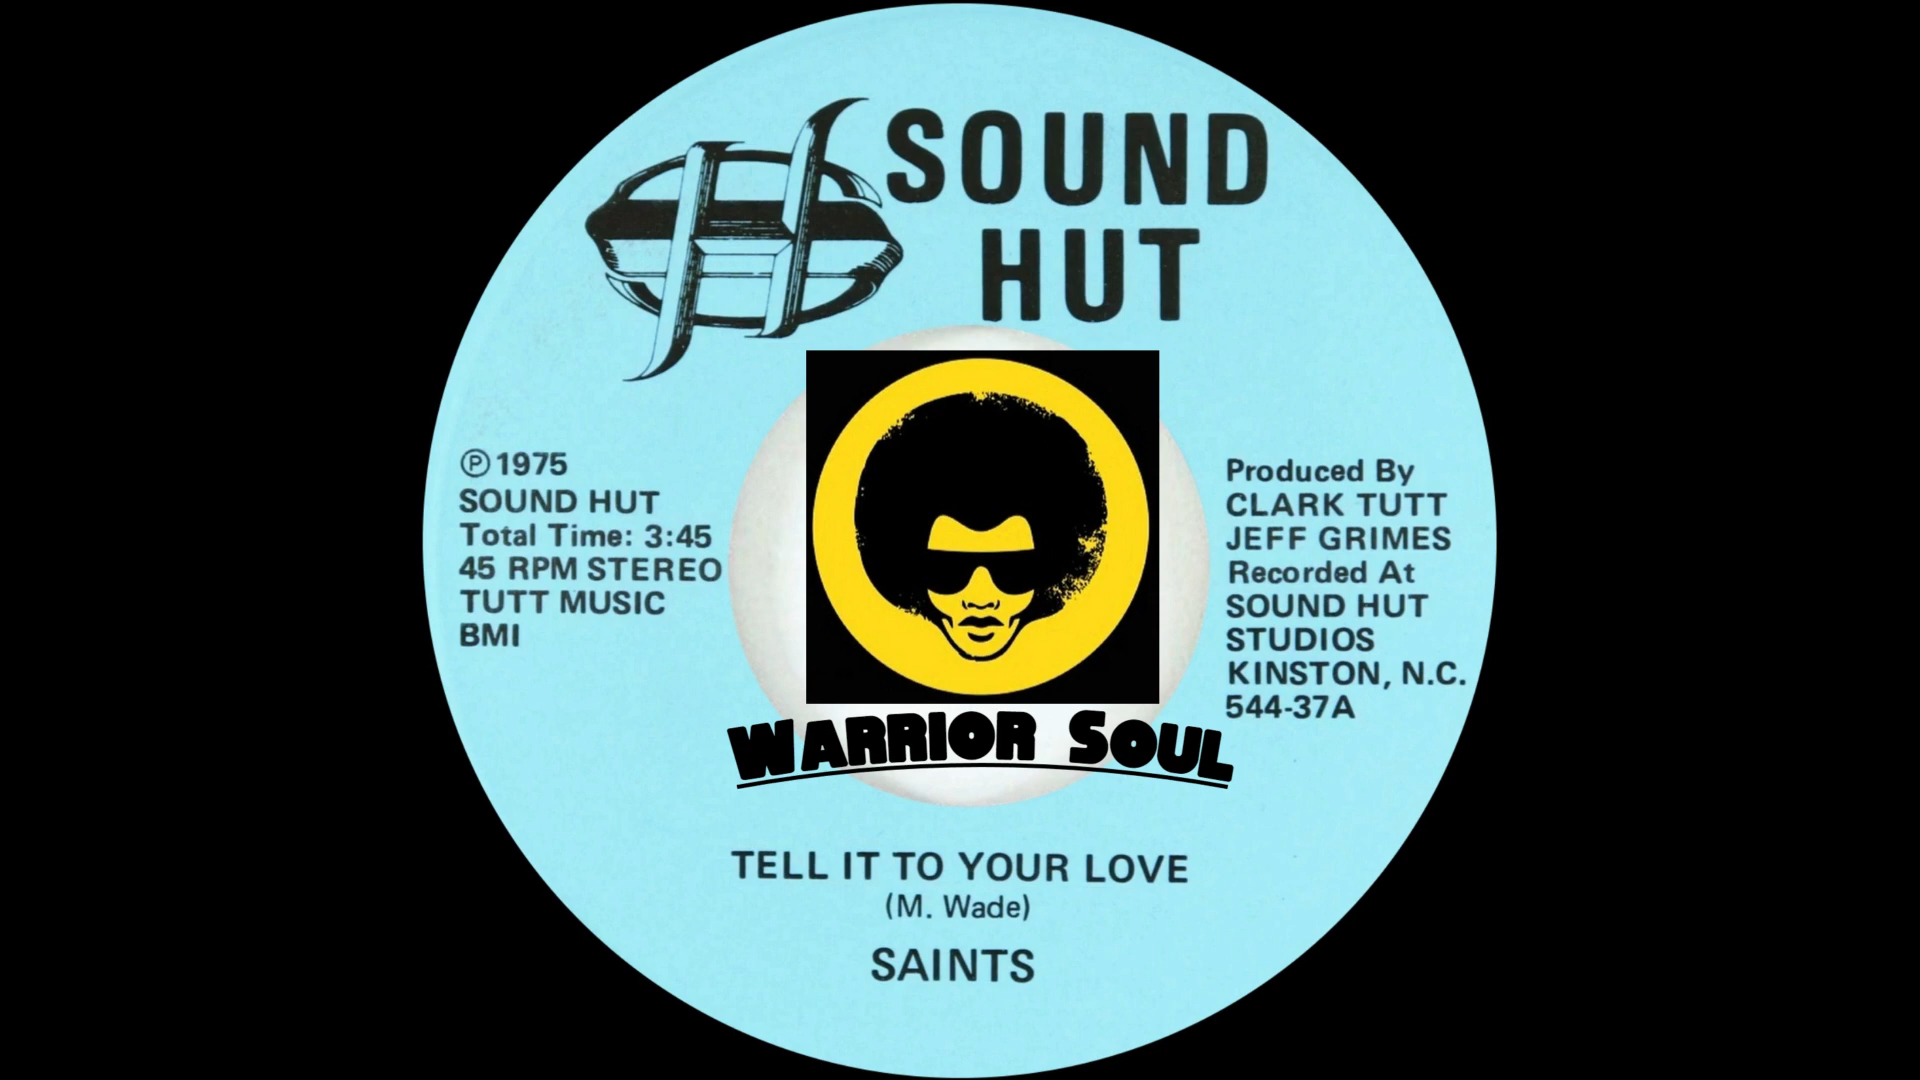 SOUND
HUT
Ⓟ1975
SOUND HUT
Total Time: 3:45
45 RPM STEREO
TUTT MUSIC
BMI
Produced By
CLARK TUTT
JEFF GRIMES
Recorded At
SOUND HUT
STUDIOS
KINSTON, N.C.
544-37A
WARRIOR SOUL
TELL IT TO YOUR LOVE
(M. Wade)
SAINTS